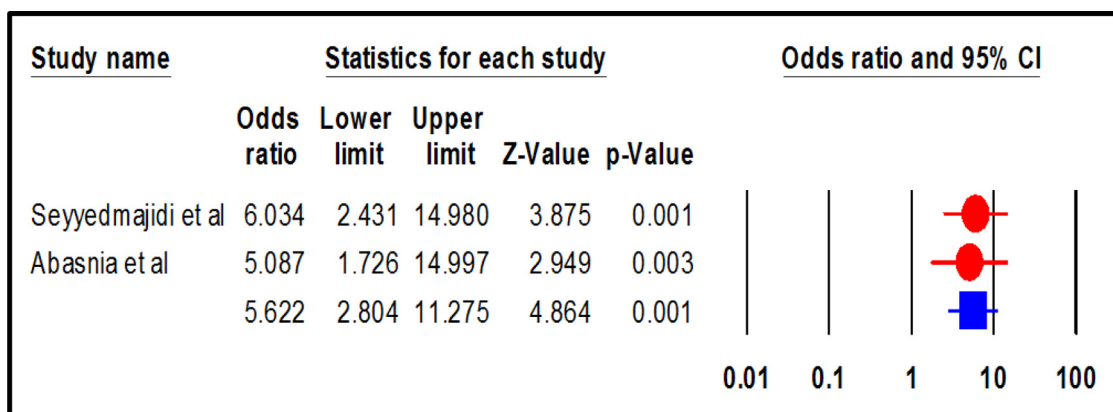 Study name Statistics for each study Odds ratio and 95% CI
Odds Lower Upper
ratio limit limit Z-Value p-Value
Seyyedmajidi et al 6.034 2.431 14.980 3.875 0.001
Abasnia et al 5.087 1.726 14.997 2.949 0.003
5.622 2.804 11.275 4.864 0.001
0.01 0.1 1 10 100